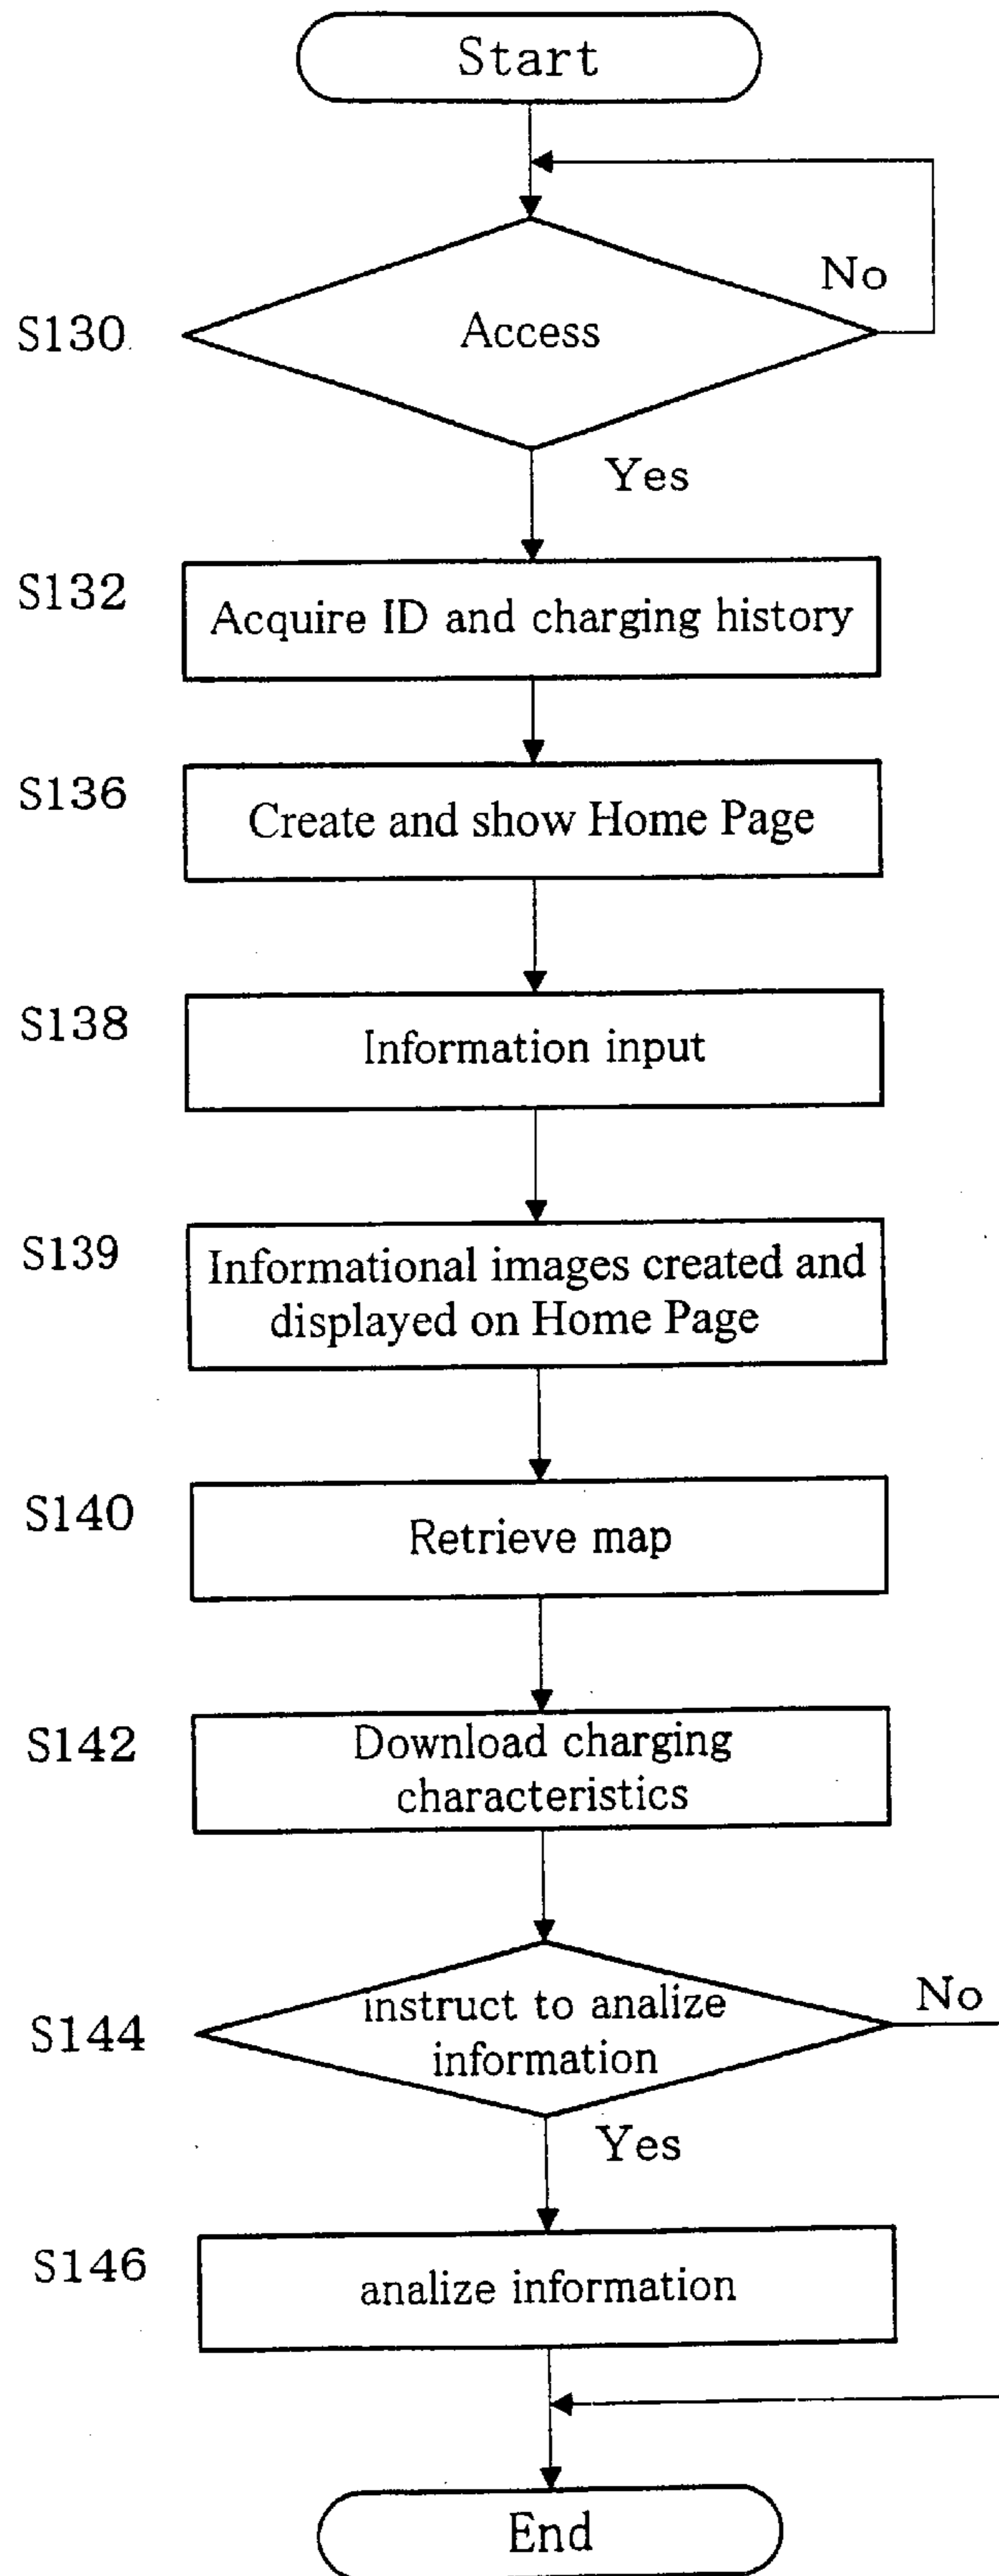 Start
No
S130
Access
Yes
S132
Acquire ID and charging history
S136
Create and show Home Page
S138
Information input
S139
Informational images created and
displayed on Home Page
S140
Retrieve map
S142
Download charging
characteristics
S144
instruct to analize
information
No
Yes
S146
analize information
End